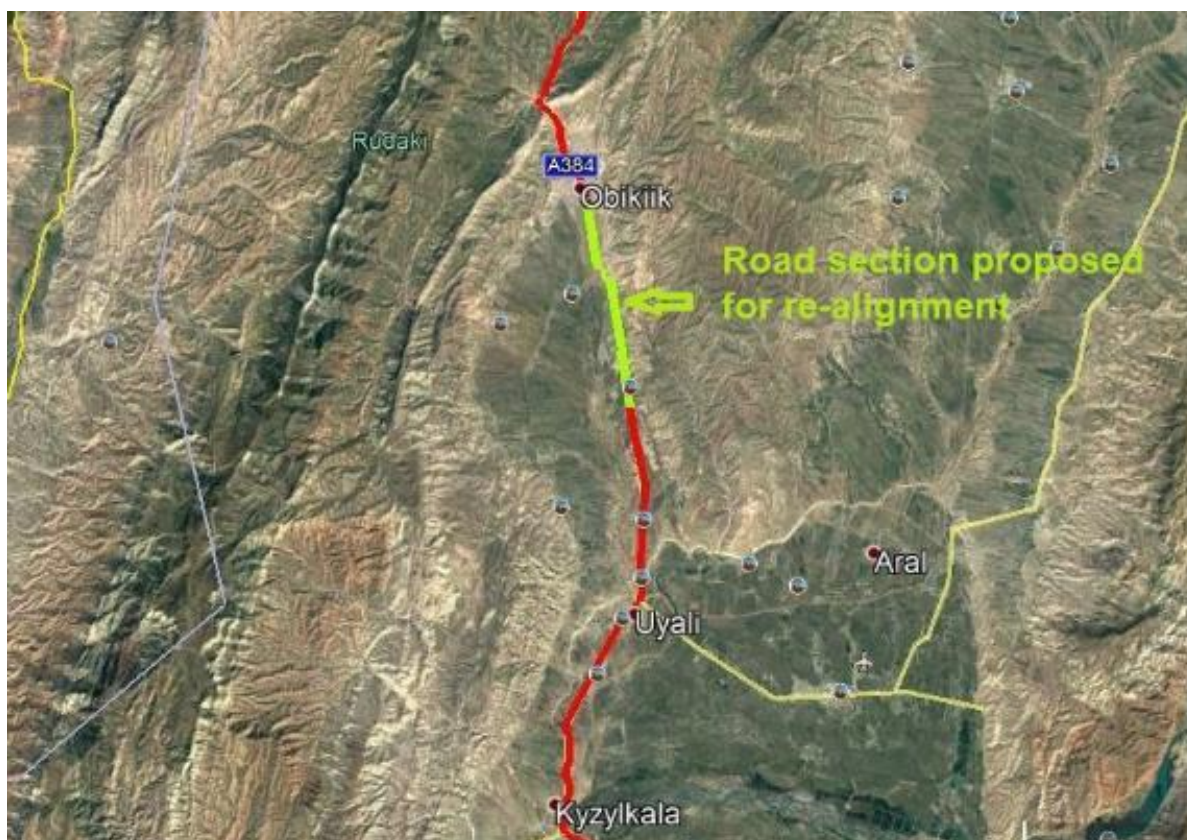 Rudaki
A384
Obikiik
Road section proposed
for re-alignment
Aral
Uyali
Kyzylkala